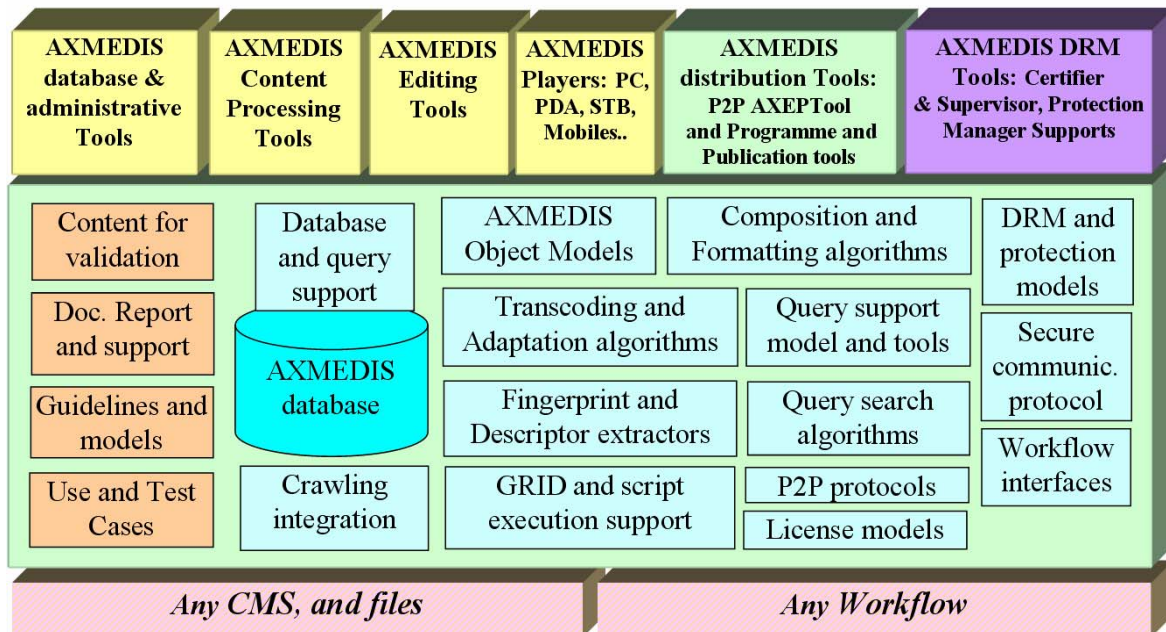 AXMEDIS
database &
administrative
Tools
AXMEDIS
Content
Processing
Tools
AXMEDIS
Editing
Tools
AXMEDIS
Players: PC,
PDA, STB,
Mobiles..
AXMEDIS
distribution Tools:
P2P AXEPTool
and Programme and
Publication tools
AXMEDIS DRM
Tools: Certifier
& Supervisor, Protection
Manager Supports
Content for
validation
Doc. Report
and support
Guidelines and
models
Use and Test
Cases
Database
and query
support
AXMEDIS
database
Crawling
integration
AXMEDIS
Object Models
Composition and
Formatting algorithms
Transcoding and
Adaptation algorithms
Query support
model and tools
Fingerprint and
Descriptor extractors
Query search
algorithms
GRID and script
execution support
P2P protocols
License models
DRM and
protection
models
Secure
communic.
protocol
Workflow
interfaces
Any CMS, and files
Any Workflow